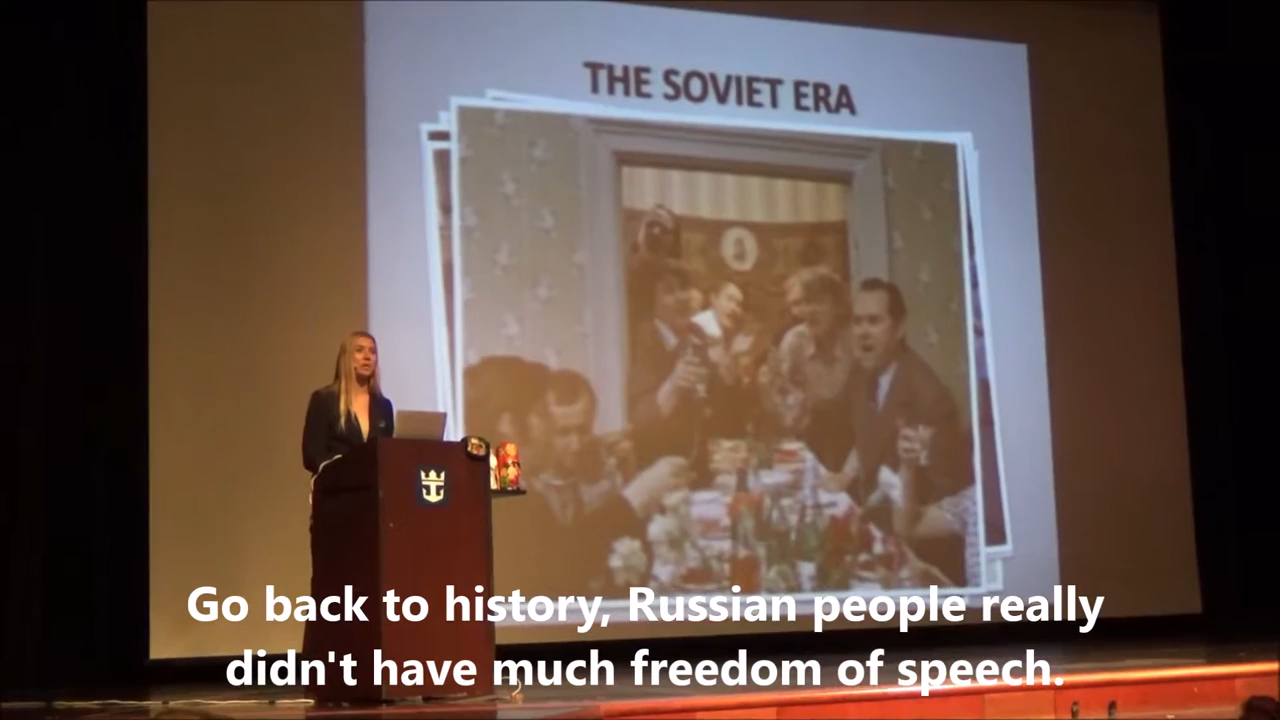 THE SOVIET ERA
Go back to history, Russian people really
didn't have much freedom of speech.